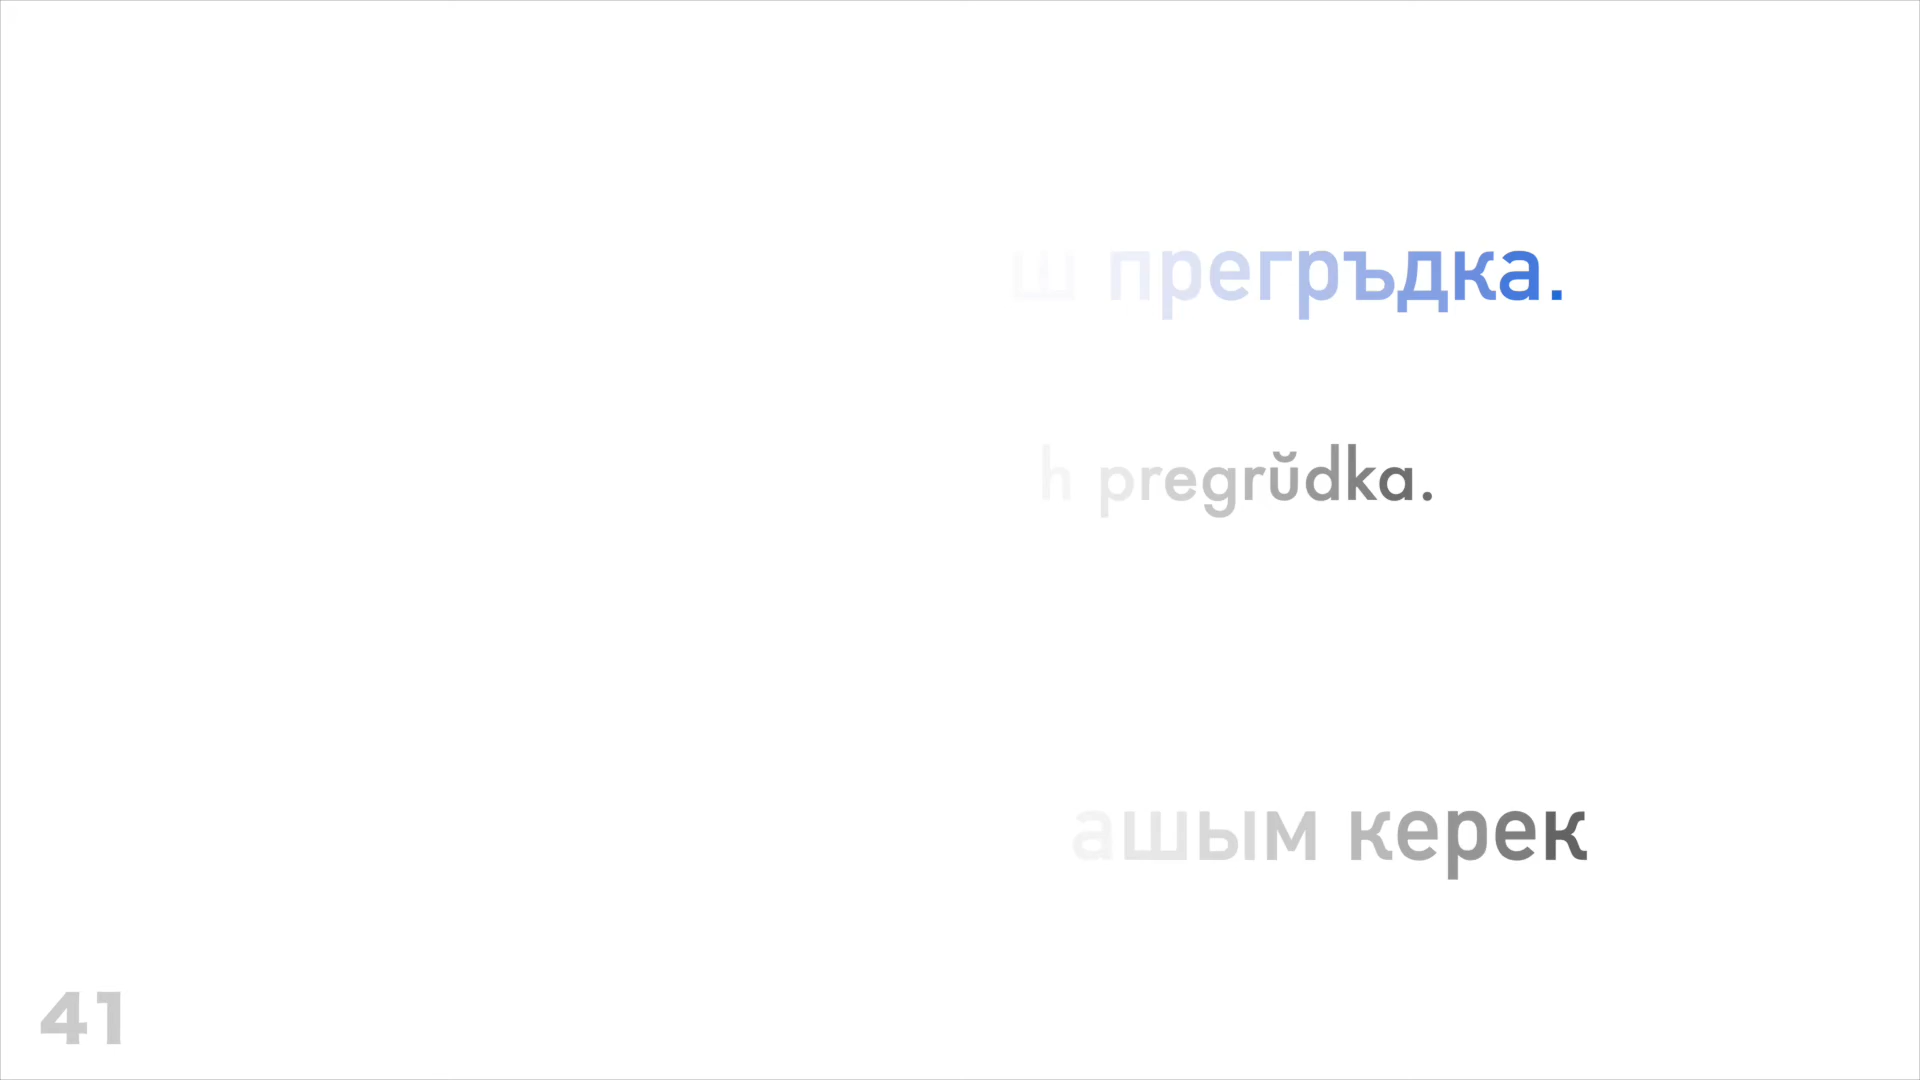 ш прегръдка.
h pregrŭdka.
ашым керек
41